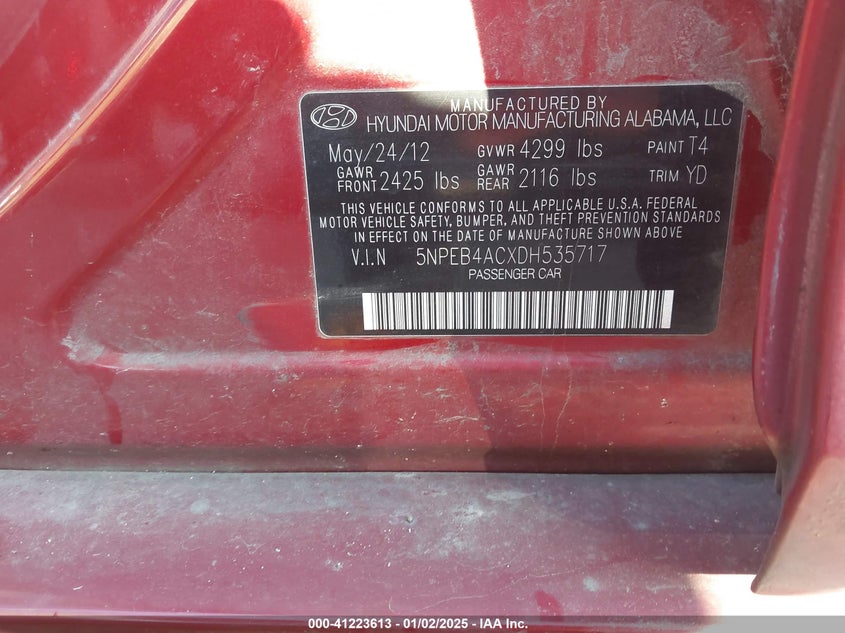 MANUFACTURED BY
HYUNDAI MOTOR MANUFACTURING ALABAMA, LLC
May/24/12 GVWR 4299 lbs PAINT T4
GAWR FRONT 2425 lbs GAWR REAR 2116 lbs TRIM YD
THIS VEHICLE CONFORMS TO ALL APPLICABLE U.S.A. FEDERAL
MOTOR VEHICLE SAFETY, BUMPER, AND THEFT PREVENTION STANDARDS
IN EFFECT ON THE DATE OF MANUFACTURE SHOWN ABOVE
V.I.N 5NPEB4ACXDH535717
PASSENGER CAR
000-41223613 - 01/02/2025 - IAA Inc.